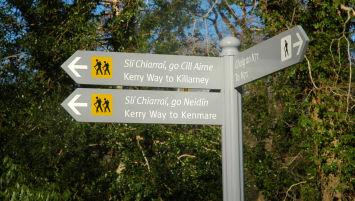 Slí Chiarraí, go Cill Airne
Kerry Way to Killarney
Slí Chiarraí, go Neidín
Kerry Way to Kenmare